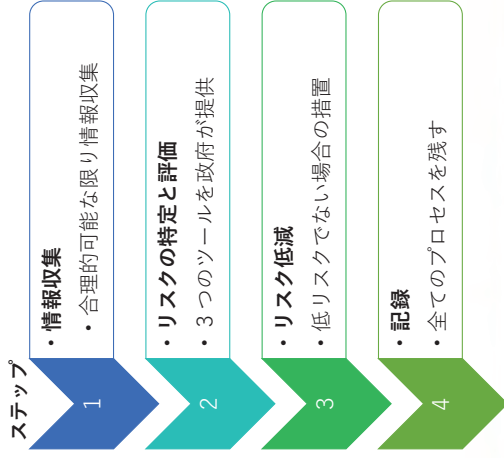 ステップ
1
・情報収集
・合理的可能な限り情報収集
2
・リスクの特定と評価
・３つのツールを政府が提供
3
・リスク低減
・低リスクでない場合の措置
4
・記録
・全てのプロセスを残す